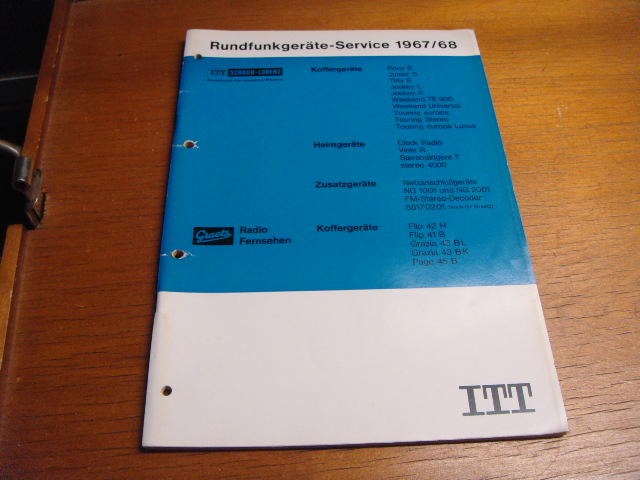 Rundfunkgeräte-Service 1967/68
ITT SCHAUB-LORENZ
Koffergeräte
Pony S
Junior S
Tiny E
Jockey L
Jockey K
Weekend TE 900
Weekend Universal
Touring europa
Touring Stereo
Touring europa Luxus
Heimgeräte
Clock Radio
Viola R
Stereodirigent T
stereo 4000
Zusatzgeräte
Netzanschlußgeräte
NG 1001 und NG 2001
FM-Stereo-Decoder
58170201
Graetz
Radio
Fernsehen
Koffergeräte
Flip 42 H
Flip 41 B
Grazia 43 BL
Grazia 43 BK
Page 45 B
ITT